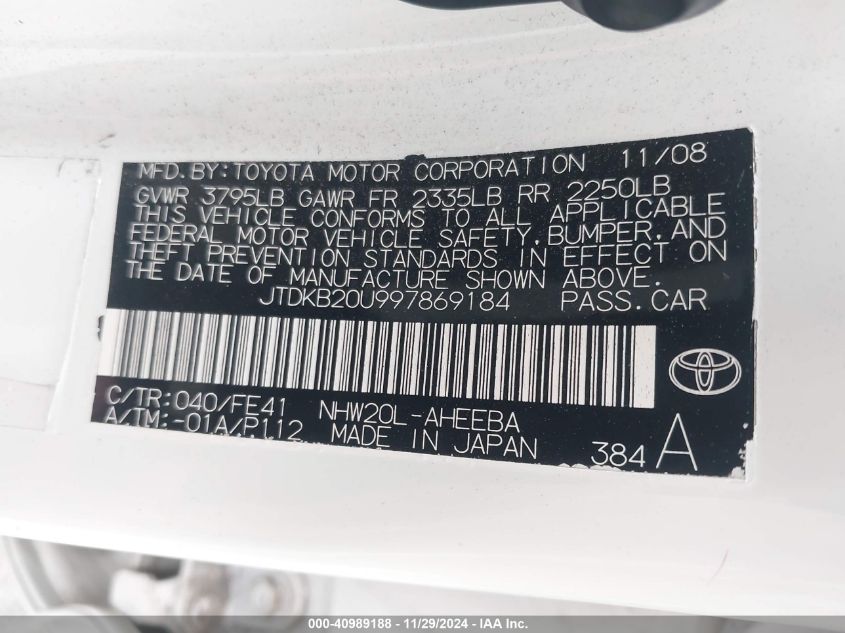 MFD. BY: TOYOTA MOTOR CORPORATION 11/08
GVWR 3795LB GAWR FR 2335LB RR 2250LB
THIS VEHICLE CONFORMS TO ALL APPLICABLE
FEDERAL MOTOR VEHICLE SAFETY, BUMPER, AND
THEFT PREVENTION STANDARDS IN EFFECT ON
THE DATE OF MANUFACTURE SHOWN ABOVE.
JTDKB20U997869184 PASS. CAR
C/TR: 040/FE41 NHW20L-AHEEBA
A/TM: -01A/P112 MADE IN JAPAN 384 A
000-40989188 - 11/29/2024 - IAA Inc.